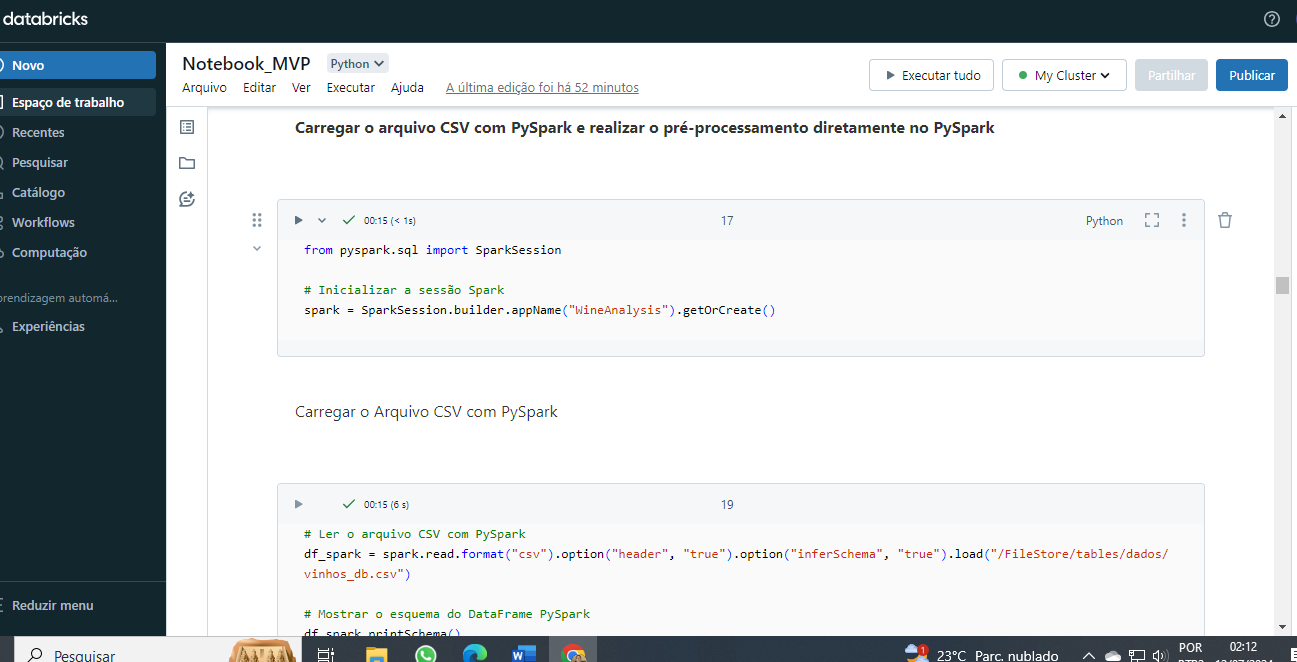 databricks
Novo
Espaço de trabalho
Recentes
Pesquisar
Catálogo
Workflows
Computação
prendizagem automá...
Experiências
Reduzir menu
Notebook_MVP Python
Arquivo Editar Ver Executar Ajuda A última edição foi há 52 minutos
Executar tudo My Cluster Partilhar Publicar
Carregar o arquivo CSV com PySpark e realizar o pré-processamento diretamente no PySpark
00:15 (< 1s) 17 Python
from pyspark.sql import SparkSession
# Inicializar a sessão Spark
spark = SparkSession.builder.appName("WineAnalysis").getOrCreate()
Carregar o Arquivo CSV com PySpark
00:15 (6 s) 19
# Ler o arquivo CSV com PySpark
df_spark = spark.read.format("csv").option("header", "true").option("inferSchema", "true").load("/FileStore/tables/dados/
vinhos_db.csv")
# Mostrar o esquema do DataFrame PySpark
df_spark.printSchema()
Pesquisar
1
23°C Parc. nublado
POR
02:12